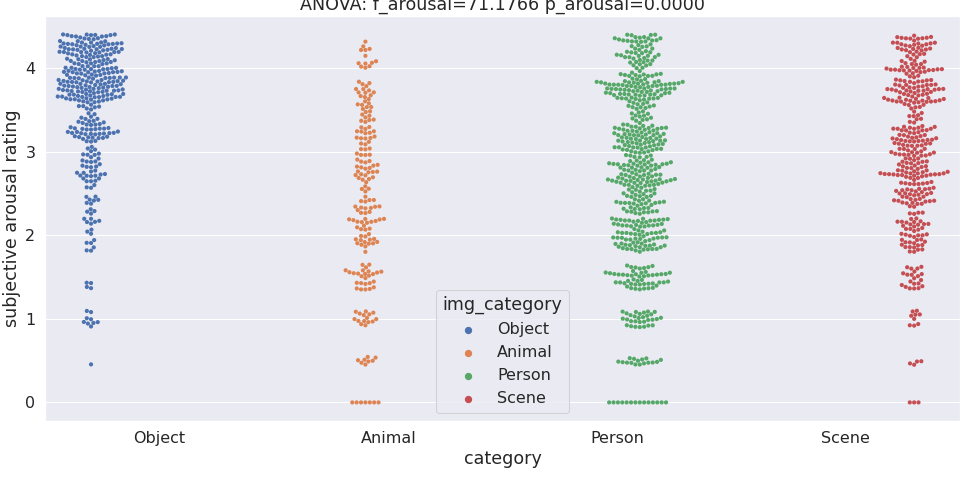 ANOVA: f_arousal=71.1766 p_arousal=0.0000
subjective arousal rating
4
3
2
1
0
img_category
Object
Animal
Person
Scene
Object
Animal
Person
Scene
category